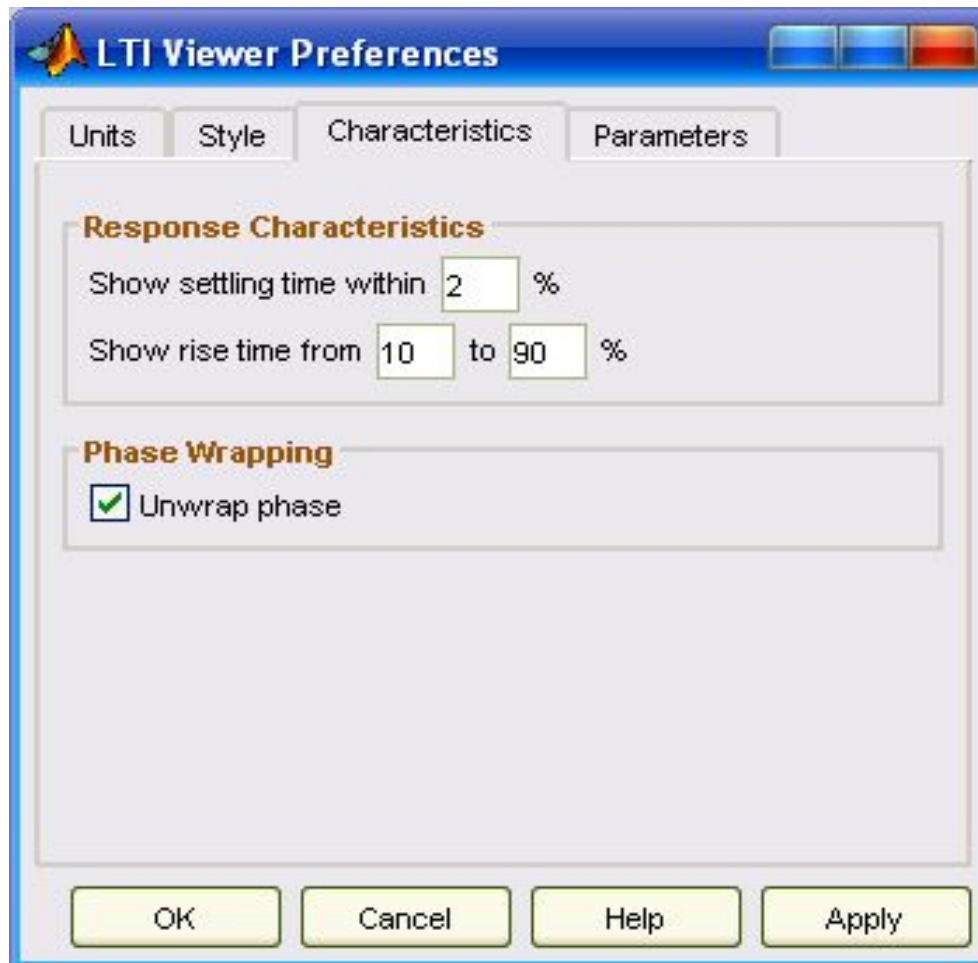 LTI Viewer Preferences
Units Style Characteristics Parameters
Response Characteristics
Show settling time within 2 %
Show rise time from 10 to 90 %
Phase Wrapping
Unwrap phase
OK Cancel Help Apply